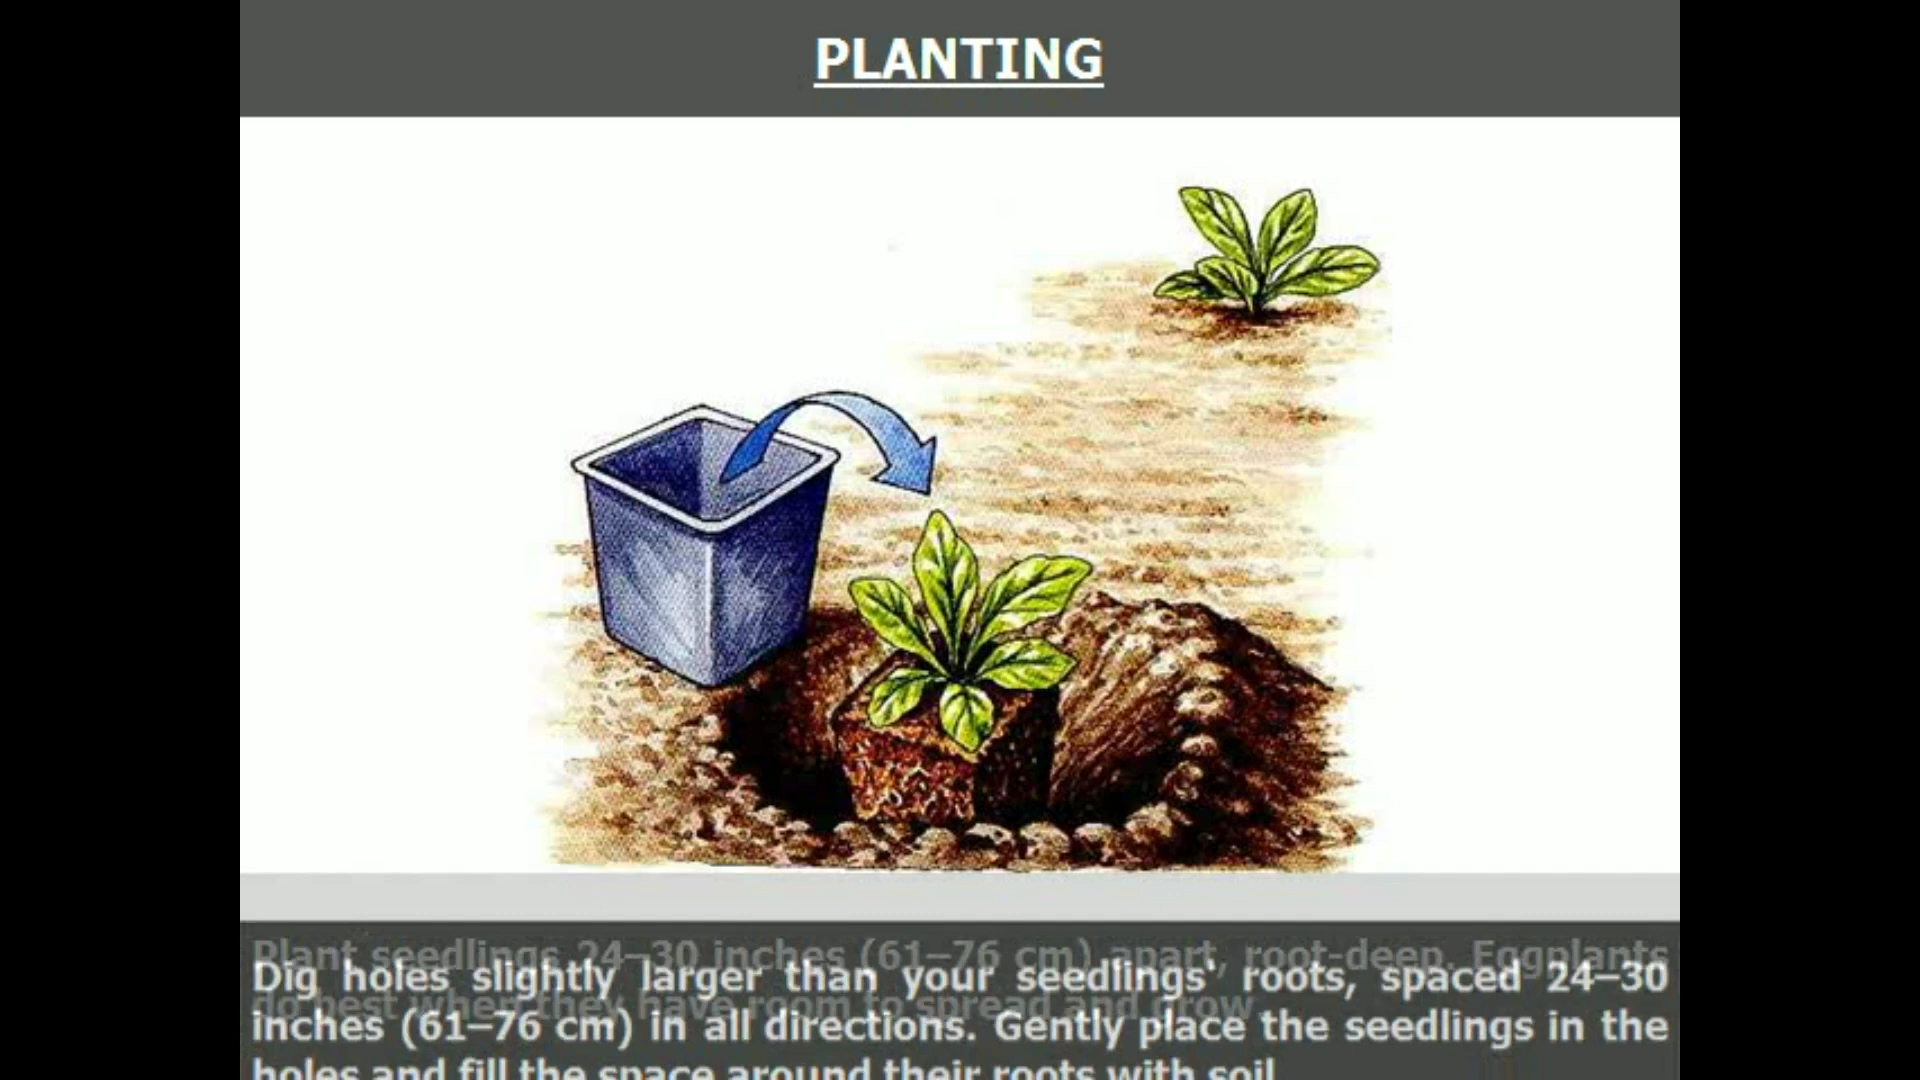 PLANTING
Plant seedlings 24–30 inches (61–76 cm) apart, root-deep. Eggplants
do best when they have room to spread and grow.
Dig holes slightly larger than your seedlings' roots, spaced 24–30
inches (61–76 cm) in all directions. Gently place the seedlings in the
holes and fill the space around their roots with soil